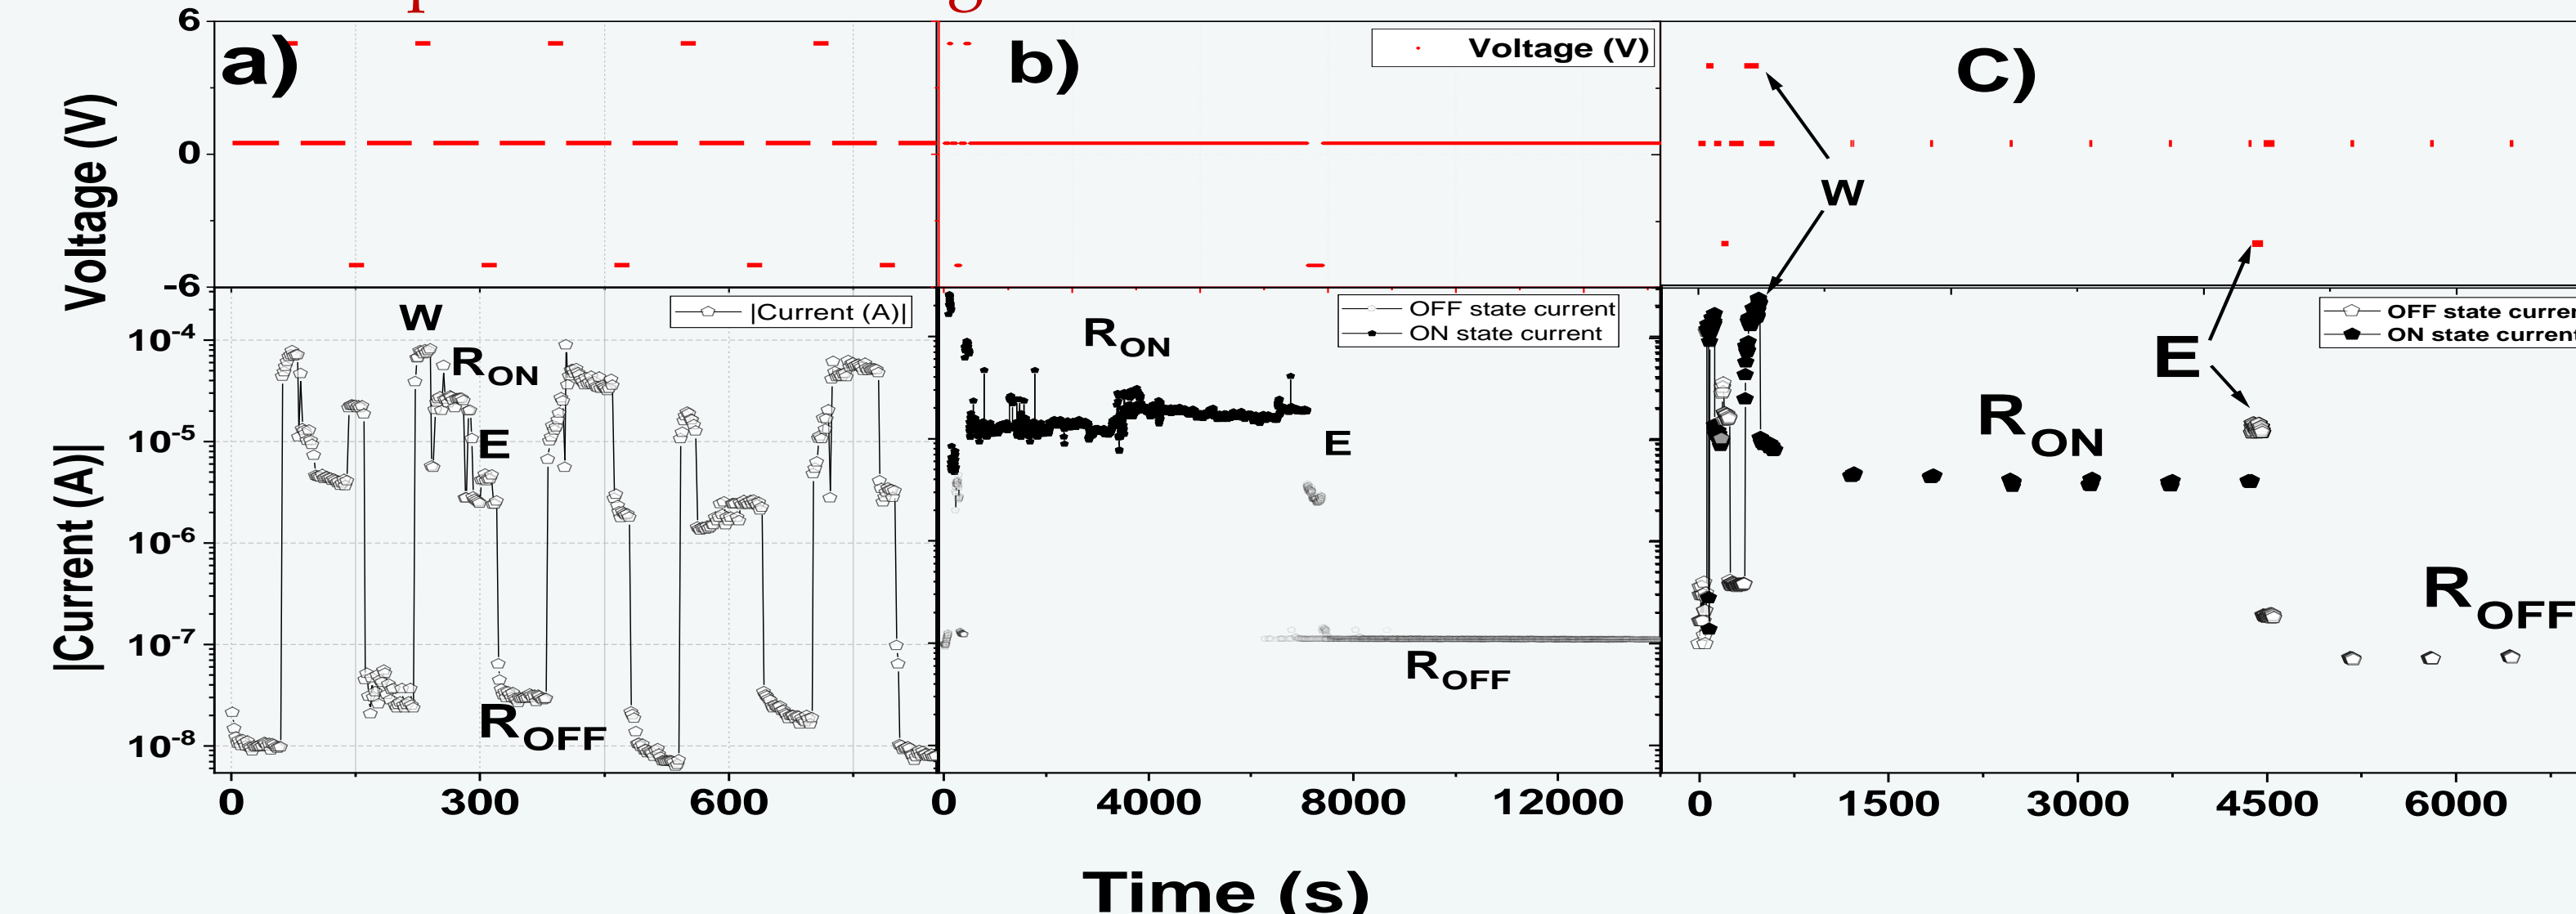 6
0
-6
Voltage (V)
a)
b)
Voltage (V)
C)
W
10-4
10-5
10-6
10-7
10-8
|Current (A)|
W
|Current (A)|
RON
E
ROFF
OFF state current
ON state current
RON
E
ROFF
OFF state curren
ON state current
E
RON
ROFF
0 300 600
0 4000 8000 12000
0 1500 3000 4500 6000
Time (s)